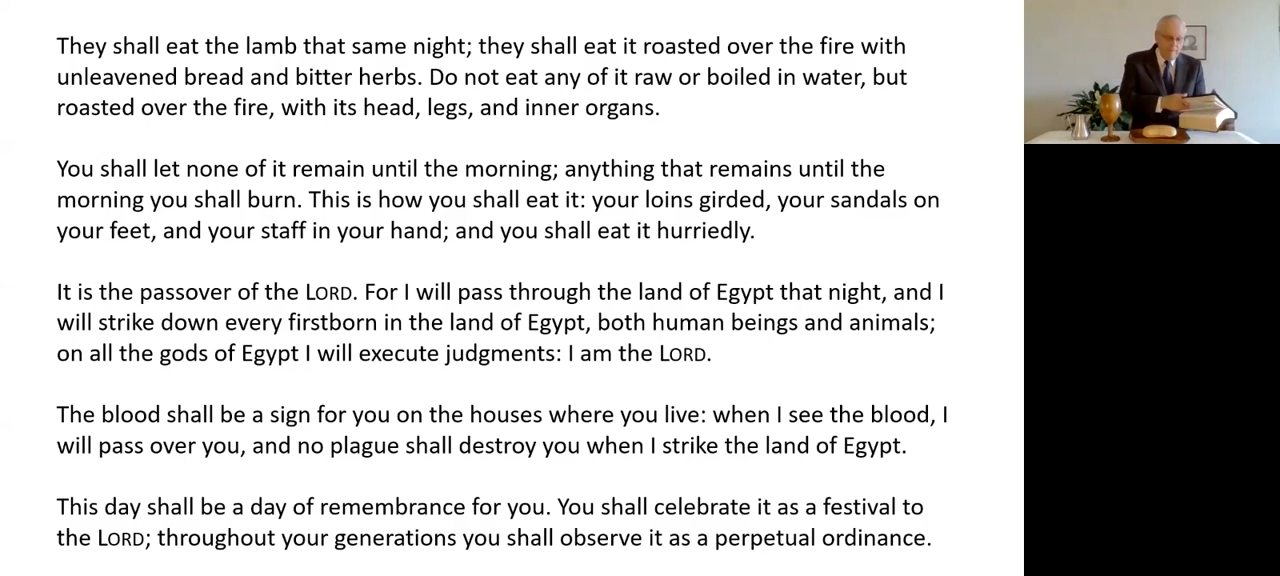 They shall eat the lamb that same night; they shall eat it roasted over the fire with
unleavened bread and bitter herbs. Do not eat any of it raw or boiled in water, but
roasted over the fire, with its head, legs, and inner organs.
You shall let none of it remain until the morning; anything that remains until the
morning you shall burn. This is how you shall eat it: your loins girded, your sandals on
your feet, and your staff in your hand; and you shall eat it hurriedly.
It is the passover of the LORD. For I will pass through the land of Egypt that night, and I
will strike down every firstborn in the land of Egypt, both human beings and animals;
on all the gods of Egypt I will execute judgments: I am the LORD.
The blood shall be a sign for you on the houses where you live: when I see the blood, I
will pass over you, and no plague shall destroy you when I strike the land of Egypt.
This day shall be a day of remembrance for you. You shall celebrate it as a festival to
the LORD; throughout your generations you shall observe it as a perpetual ordinance.